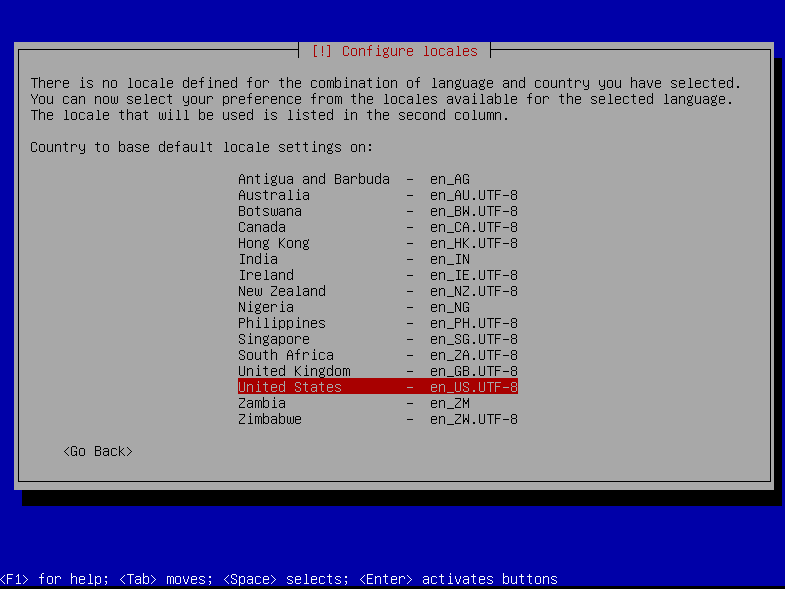 [!] Configure locales
There is no locale defined for the combination of language and country you have selected.
You can now select your preference from the locales available for the selected language.
The locale that will be used is listed in the second column.
Country to base default locale settings on:
Antigua and Barbuda - en_AG
Australia - en_AU.UTF-8
Botswana - en_BW.UTF-8
Canada - en_CA.UTF-8
Hong Kong - en_HK.UTF-8
India - en_IN
Ireland - en_IE.UTF-8
New Zealand - en_NZ.UTF-8
Nigeria - en_NG
Philippines - en_PH.UTF-8
Singapore - en_SG.UTF-8
South Africa - en_ZA.UTF-8
United Kingdom - en_GB.UTF-8
United States - en_US.UTF-8
Zambia - en_ZM
Zimbabwe - en_ZW.UTF-8
<Go Back>
<F1> for help; <Tab> moves; <Space> selects; <Enter> activates buttons